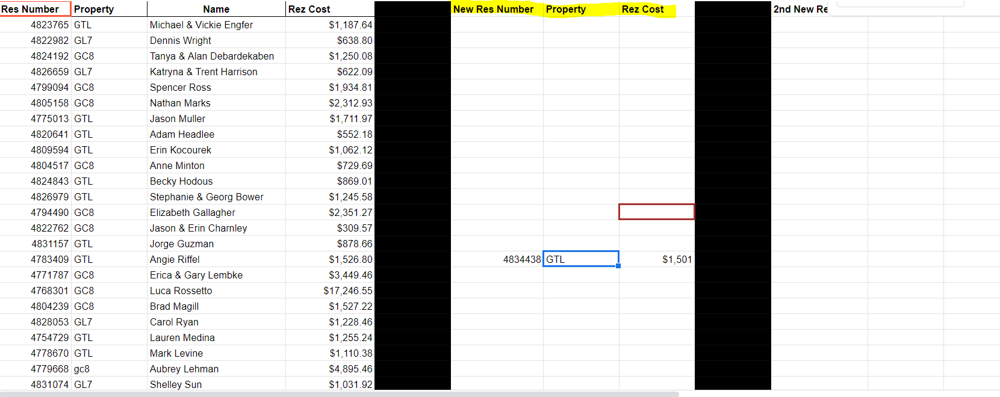 Res Number Property Name Rez Cost New Res Number Property Rez Cost 2nd New Re
4823765 GTL Michael & Vickie Engfer $1,187.64
4822982 GL7 Dennis Wright $638.80
4824192 GC8 Tanya & Alan Debardekaben $1,250.08
4826659 GL7 Katryna & Trent Harrison $622.09
4799094 GC8 Spencer Ross $1,934.81
4805158 GC8 Nathan Marks $2,312.93
4775013 GTL Jason Muller $1,711.97
4820641 GTL Adam Headlee $552.18
4809594 GTL Erin Kocourek $1,062.12
4804517 GC8 Anne Minton $729.69
4824843 GTL Becky Hodous $869.01
4826979 GTL Stephanie & Georg Bower $1,245.58
4794490 GC8 Elizabeth Gallagher $2,351.27
4822762 GC8 Jason & Erin Charnley $309.57
4831157 GTL Jorge Guzman $878.66
4783409 GTL Angie Riffel $1,526.80 4834438 GTL $1,501
4771787 GC8 Erica & Gary Lembke $3,449.46
4768301 GC8 Luca Rossetto $17,246.55
4804239 GC8 Brad Magill $1,527.22
4828053 GL7 Carol Ryan $1,228.46
4754729 GTL Lauren Medina $1,255.24
4778670 GTL Mark Levine $1,110.38
4779668 gc8 Aubrey Lehman $4,895.46
4831074 GL7 Shelley Sun $1,031.92